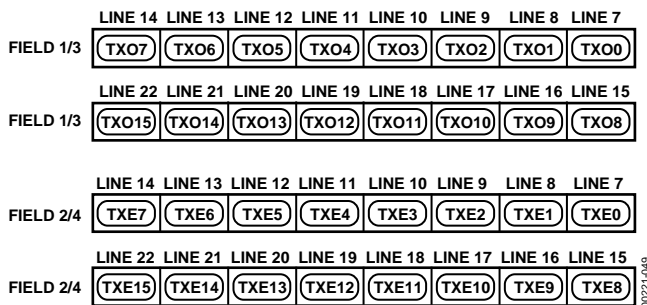 LINE 14 LINE 13 LINE 12 LINE 11 LINE 10 LINE 9 LINE 8 LINE 7
FIELD 1/3 TXO7 TXO6 TXO5 TXO4 TXO3 TXO2 TXO1 TXO0
LINE 22 LINE 21 LINE 20 LINE 19 LINE 18 LINE 17 LINE 16 LINE 15
FIELD 1/3 TXO15 TXO14 TXO13 TXO12 TXO11 TXO10 TXO9 TXO8
LINE 14 LINE 13 LINE 12 LINE 11 LINE 10 LINE 9 LINE 8 LINE 7
FIELD 2/4 TXE7 TXE6 TXE5 TXE4 TXE3 TXE2 TXE1 TXE0
LINE 22 LINE 21 LINE 20 LINE 19 LINE 18 LINE 17 LINE 16 LINE 15
FIELD 2/4 TXE15 TXE14 TXE13 TXE12 TXE11 TXE10 TXE9 TXE8
00221-049